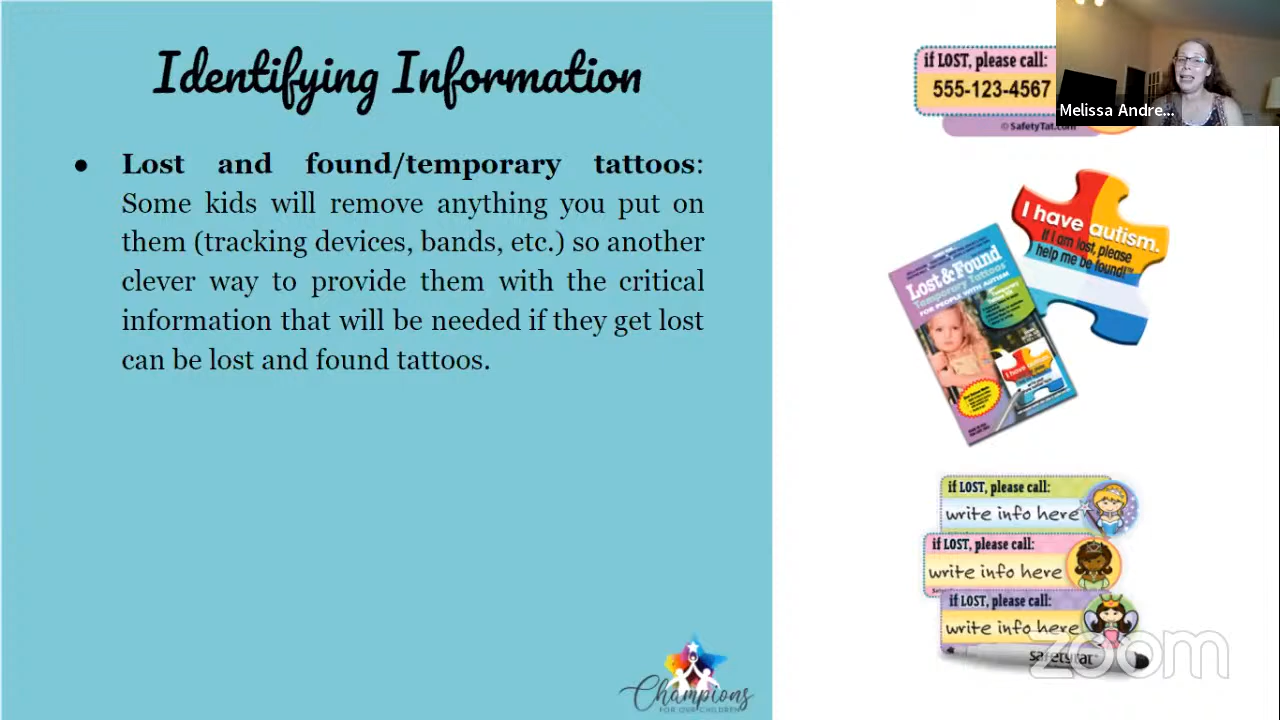 Identifying Information
● Lost and found/temporary tattoos:
Some kids will remove anything you put on
them (tracking devices, bands, etc.) so another
clever way to provide them with the critical
information that will be needed if they get lost
can be lost and found tattoos.
Champions
FOR OUR CHILDREN
if LOST, please call:
555-123-4567
© SafetyTat.com
Melissa Andre...
I have autism.
If I am lost, please
help me be found!™
Lost & Found
Temporary Tattoos
FOR PEOPLE WITH AUTISM
I have autism.
if LOST, please call:
write info here
if LOST, please call:
write info here
if LOST, please call:
write info here
safetytat™
zoom